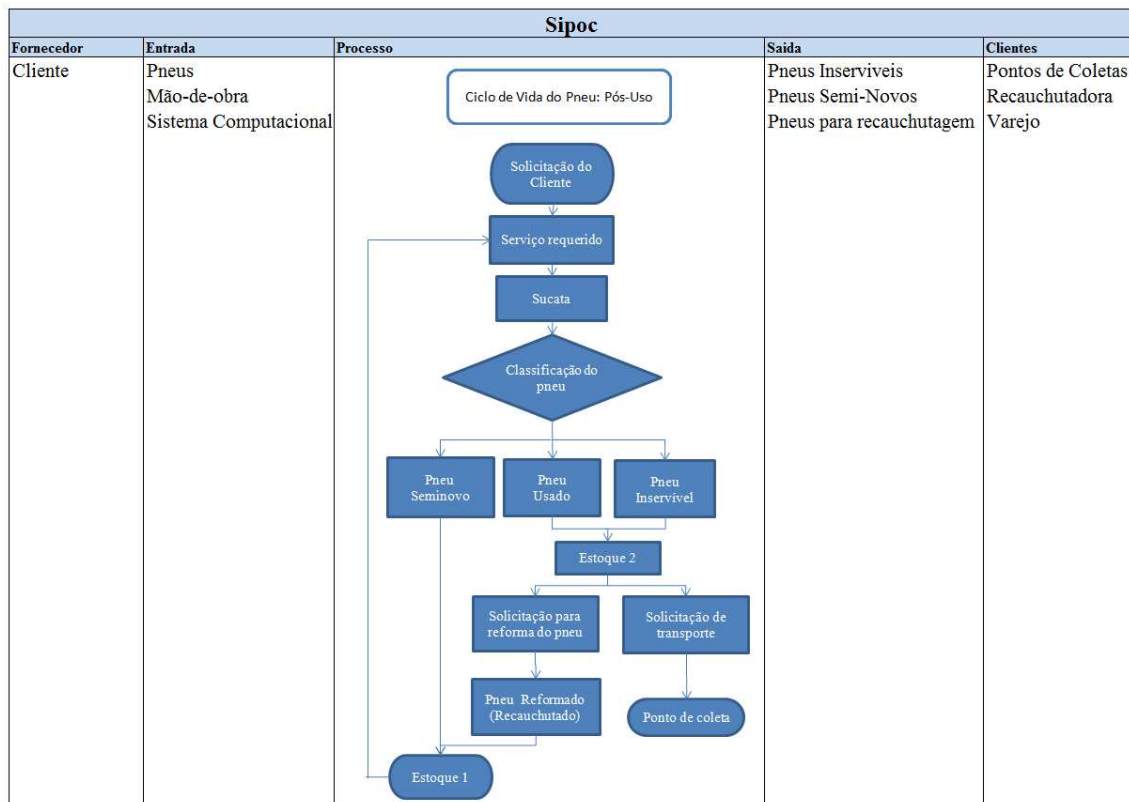 Sipoc
Fornecedor
Entrada
Processo
Saida
Clientes
Cliente
Pneus
Mão-de-obra
Sistema Computacional
Ciclo de Vida do Pneu: Pós-Uso
Solicitação do
Cliente
Serviço requerido
Sucata
Classificação do
pneu
Pneu
Seminovo
Pneu
Usado
Pneu
Inservível
Estoque 2
Solicitação para
reforma do pneu
Solicitação de
transporte
Pneu Reformado
(Recauchutado)
Ponto de coleta
Estoque 1
Pneus Inserviveis
Pneus Semi-Novos
Pneus para recauchutagem
Pontos de Coletas
Recauchutadora
Varejo